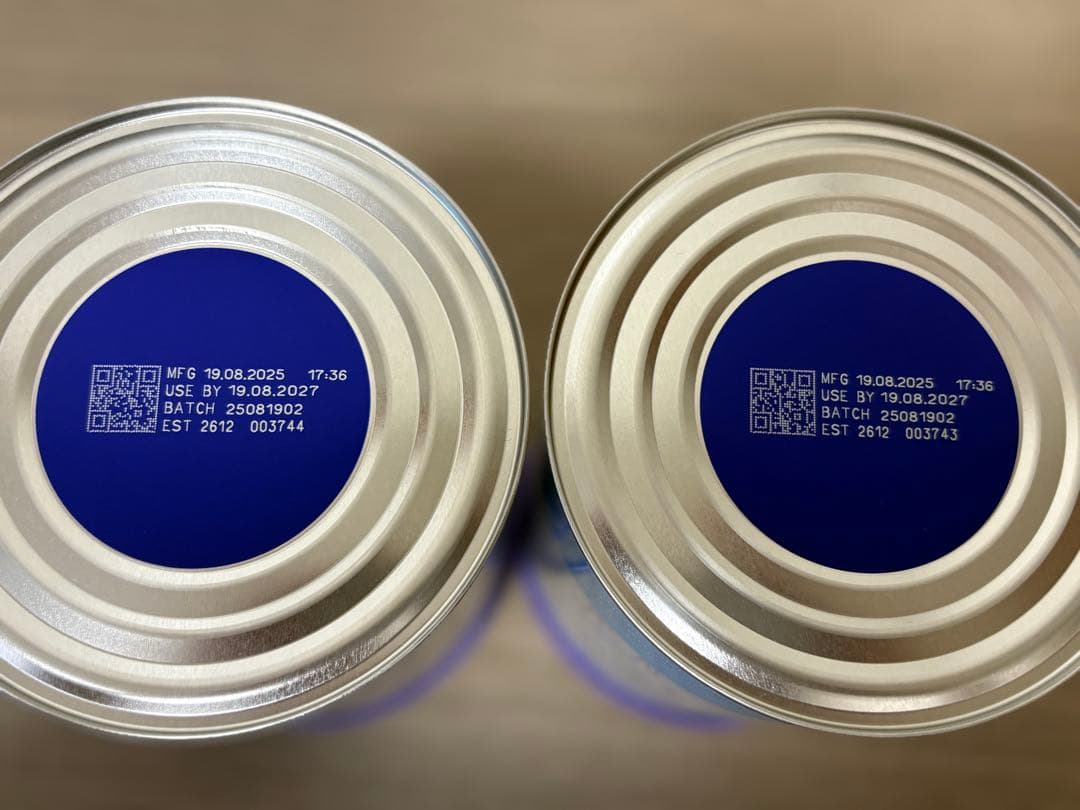 MFG 19.08.2025 17:36
USE BY 19.08.2027
BATCH 25081902
EST 2612 003744
MFG 19.08.2025 17:36
USE BY 19.08.2027
BATCH 25081902
EST 2612 003743